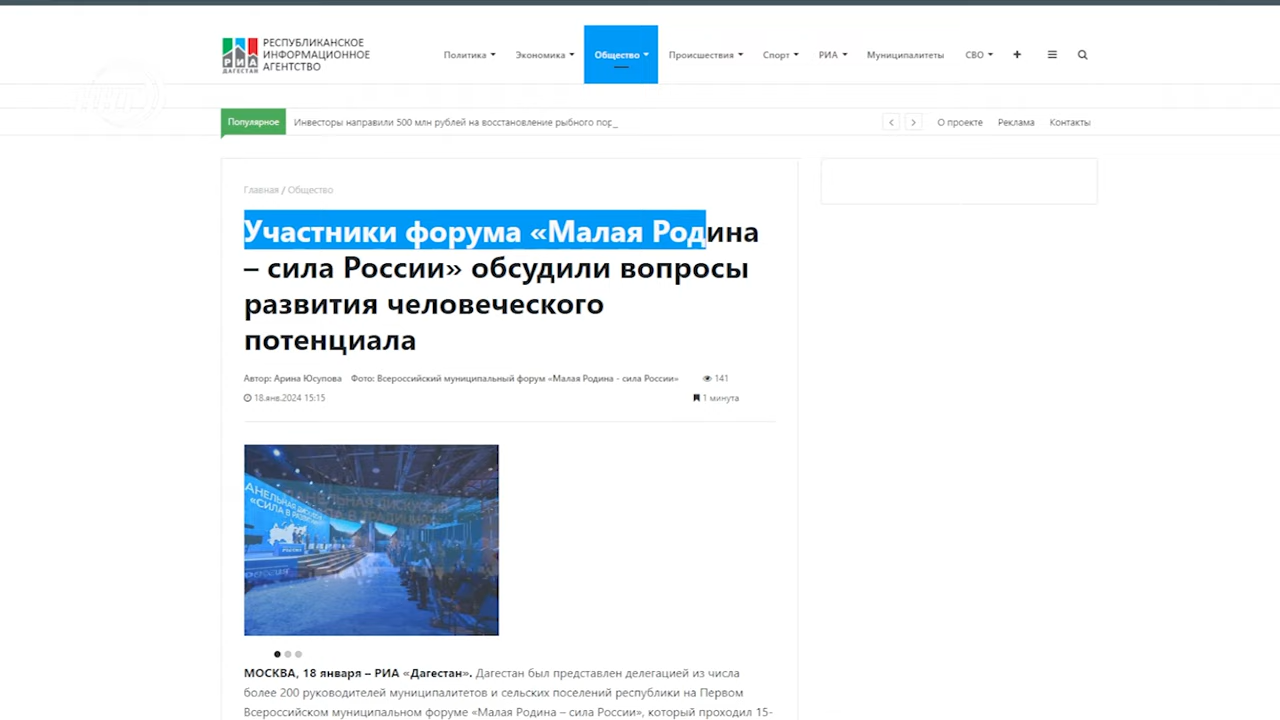 РЕСПУБЛИКАНСКОЕ
ИНФОРМАЦИОННОЕ
АГЕНТСТВО
РИА
ДАГЕСТАН
Политика Экономика Общество Происшествия Спорт РИА Муниципалитеты СВО
Популярное Инвесторы направили 500 млн рублей на восстановление рыбного пор_ О проекте Реклама Контакты
Главная / Общество
Участники форума «Малая Родина
– сила России» обсудили вопросы
развития человеческого
потенциала
Автор: Арина Юсупова Фото: Всероссийский муниципальный форум «Малая Родина - сила России» 141
18.янв.2024 15:15 1 минута
АНЕЛЬНАЯ ДИСКУССИ
«СИЛА В РАЗВИ
МОСКВА, 18 января – РИА «Дагестан». Дагестан был представлен делегацией из числа
более 200 руководителей муниципалитетов и сельских поселений республики на Первом
Всероссийском муниципальном форуме «Малая Родина – сила России», который проходил 15-